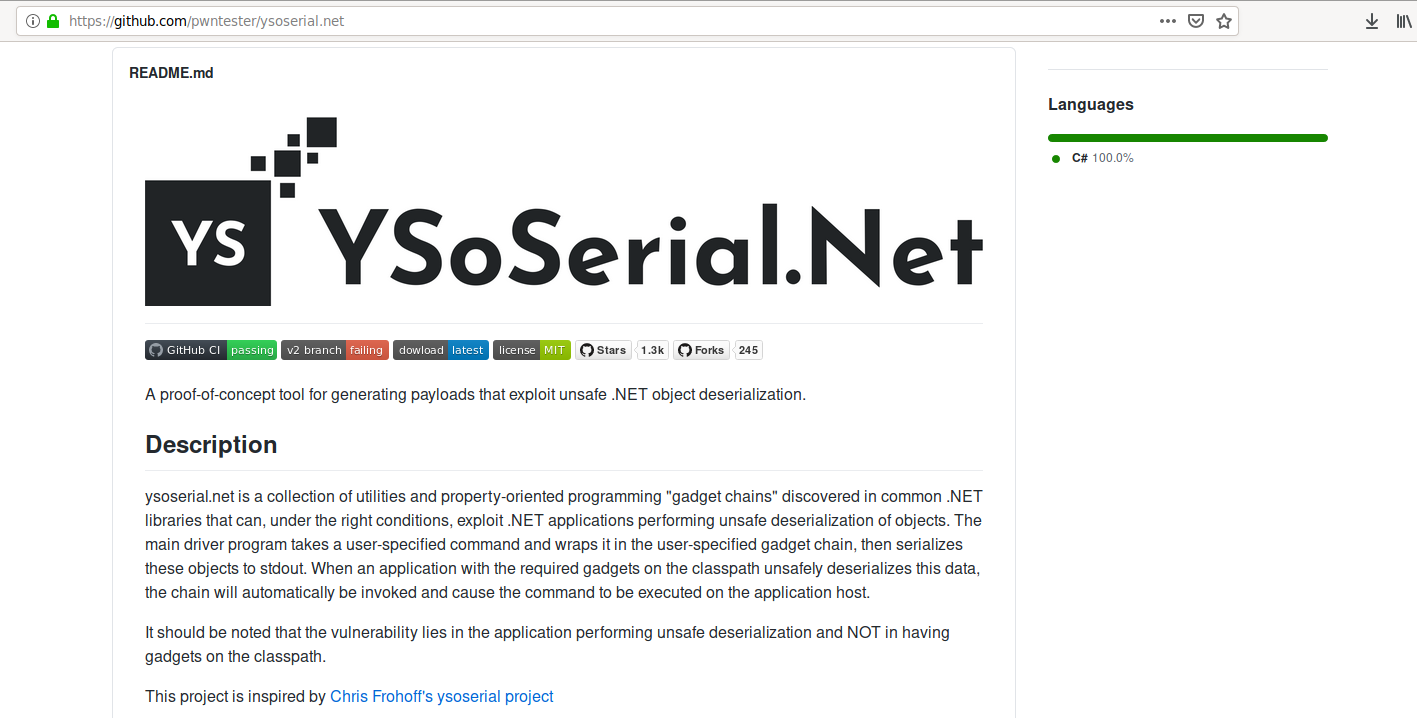 https://github.com/pwntester/ysoserial.net
README.md
YS
YSoSerial.Net
GitHub CI passing v2 branch failing dowload latest license MIT Stars 1.3k Forks 245
A proof-of-concept tool for generating payloads that exploit unsafe .NET object deserialization.
Description
ysoserial.net is a collection of utilities and property-oriented programming "gadget chains" discovered in common .NET
libraries that can, under the right conditions, exploit .NET applications performing unsafe deserialization of objects. The
main driver program takes a user-specified command and wraps it in the user-specified gadget chain, then serializes
these objects to stdout. When an application with the required gadgets on the classpath unsafely deserializes this data,
the chain will automatically be invoked and cause the command to be executed on the application host.
It should be noted that the vulnerability lies in the application performing unsafe deserialization and NOT in having
gadgets on the classpath.
This project is inspired by Chris Frohoff's ysoserial project
Languages
C# 100.0%